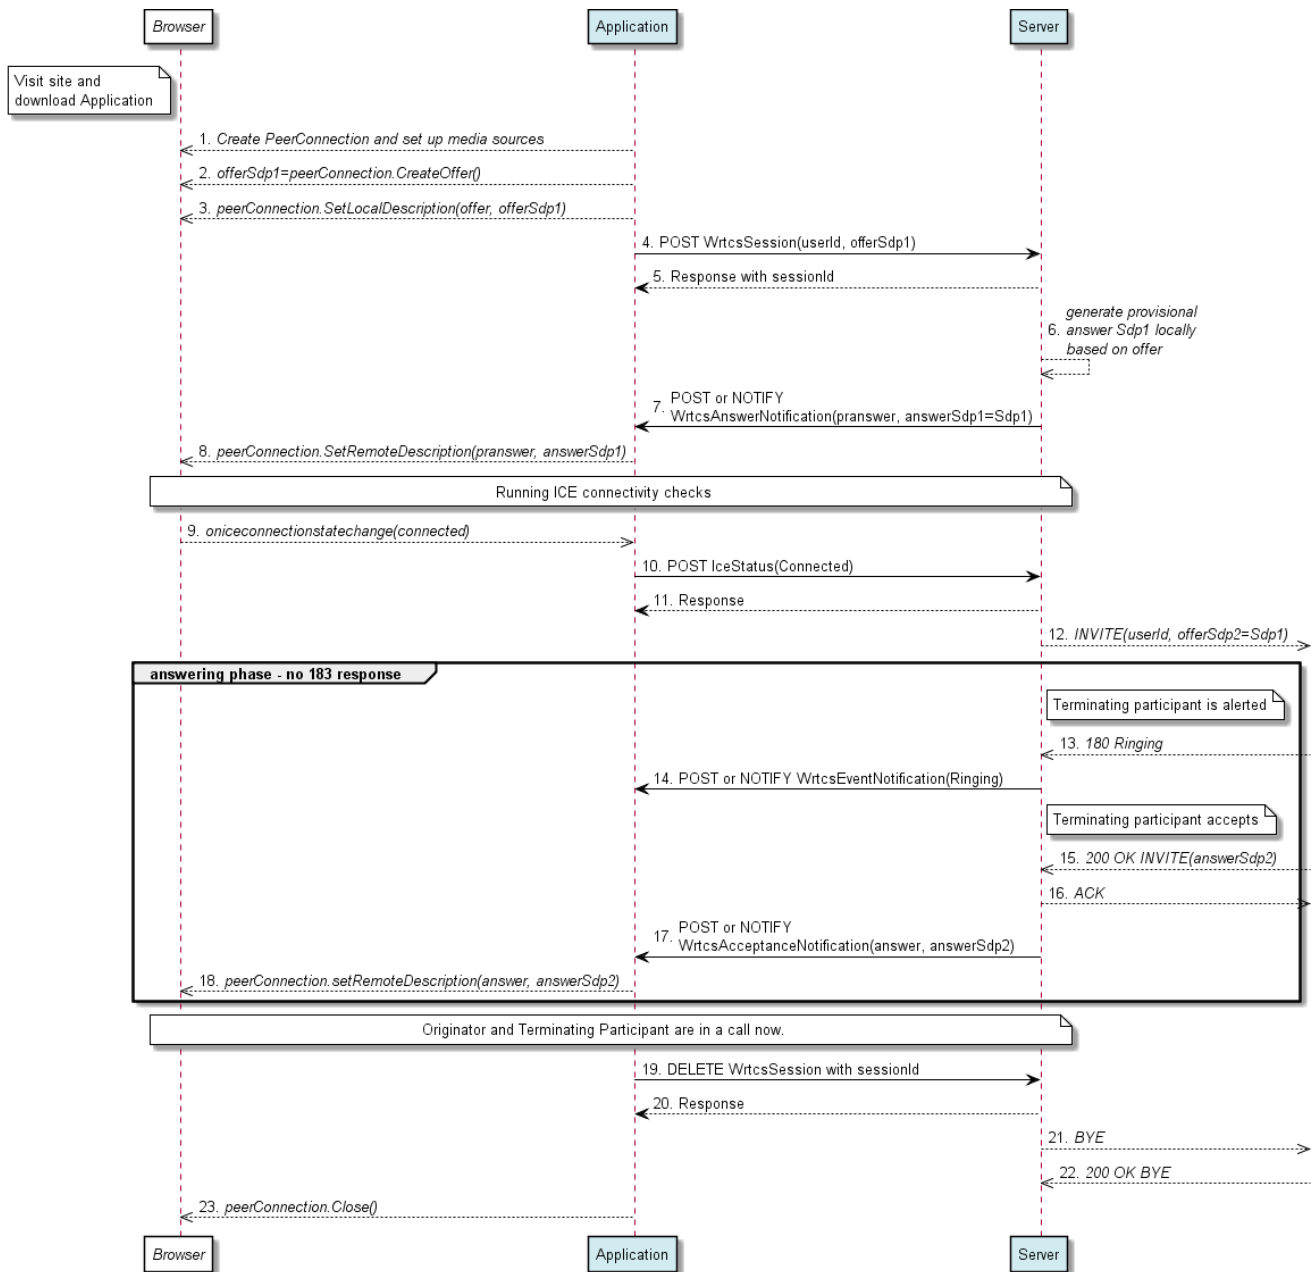 Browser
Application
Server
Visit site and
download Application
1. Create PeerConnection and set up media sources
2. offerSdp1=peerConnection.CreateOffer()
3. peerConnection.SetLocalDescription(offer, offerSdp1)
4. POST WrtcsSession(userId, offerSdp1)
5. Response with sessionId
generate provisional
6. answer Sdp1 locally
based on offer
POST or NOTIFY
7. WrtcsAnswerNotification(pranswer, answerSdp1=Sdp1)
8. peerConnection.SetRemoteDescription(pranswer, answerSdp1)
Running ICE connectivity checks
9. oniceconnectionstatechange(connected)
10. POST IceStatus(Connected)
11. Response
12. INVITE(userId, offerSdp2=Sdp1)
answering phase - no 183 response
Terminating participant is alerted
13. 180 Ringing
14. POST or NOTIFY WrtcsEventNotification(Ringing)
Terminating participant accepts
15. 200 OK INVITE(answerSdp2)
16. ACK
POST or NOTIFY
17. WrtcsAcceptanceNotification(answer, answerSdp2)
18. peerConnection.setRemoteDescription(answer, answerSdp2)
Originator and Terminating Participant are in a call now.
19. DELETE WrtcsSession with sessionId
20. Response
21. BYE
22. 200 OK BYE
23. peerConnection.Close()
Browser
Application
Server